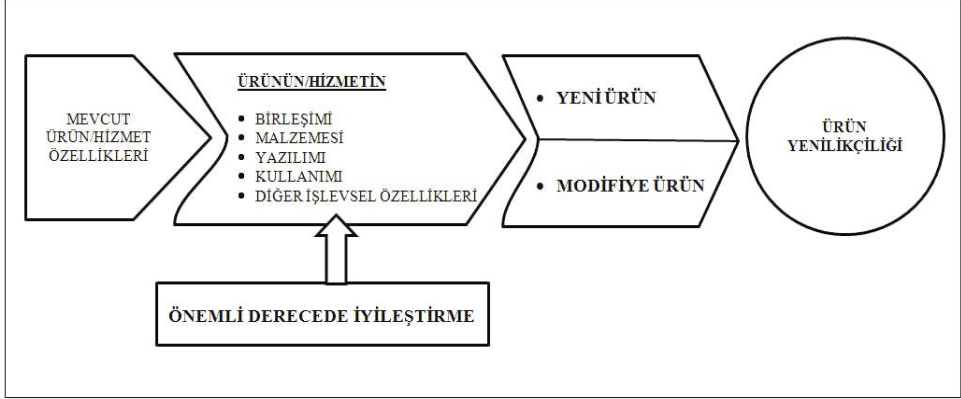 MEVCUT
ÜRÜN/HİZMET
ÖZELLİKLERİ
ÜRÜNÜN/HİZMETİN
• BİRLEŞİMİ
• MALZEMESİ
• YAZILIMI
• KULLANIMI
• DİĞER İŞLEVSEL ÖZELLİKLERİ
• YENİ ÜRÜN
• MODİFİYE ÜRÜN
ÜRÜN
YENİLİKÇİLİĞİ
ÖNEMLİ DERECEDE İYİLEŞTİRME